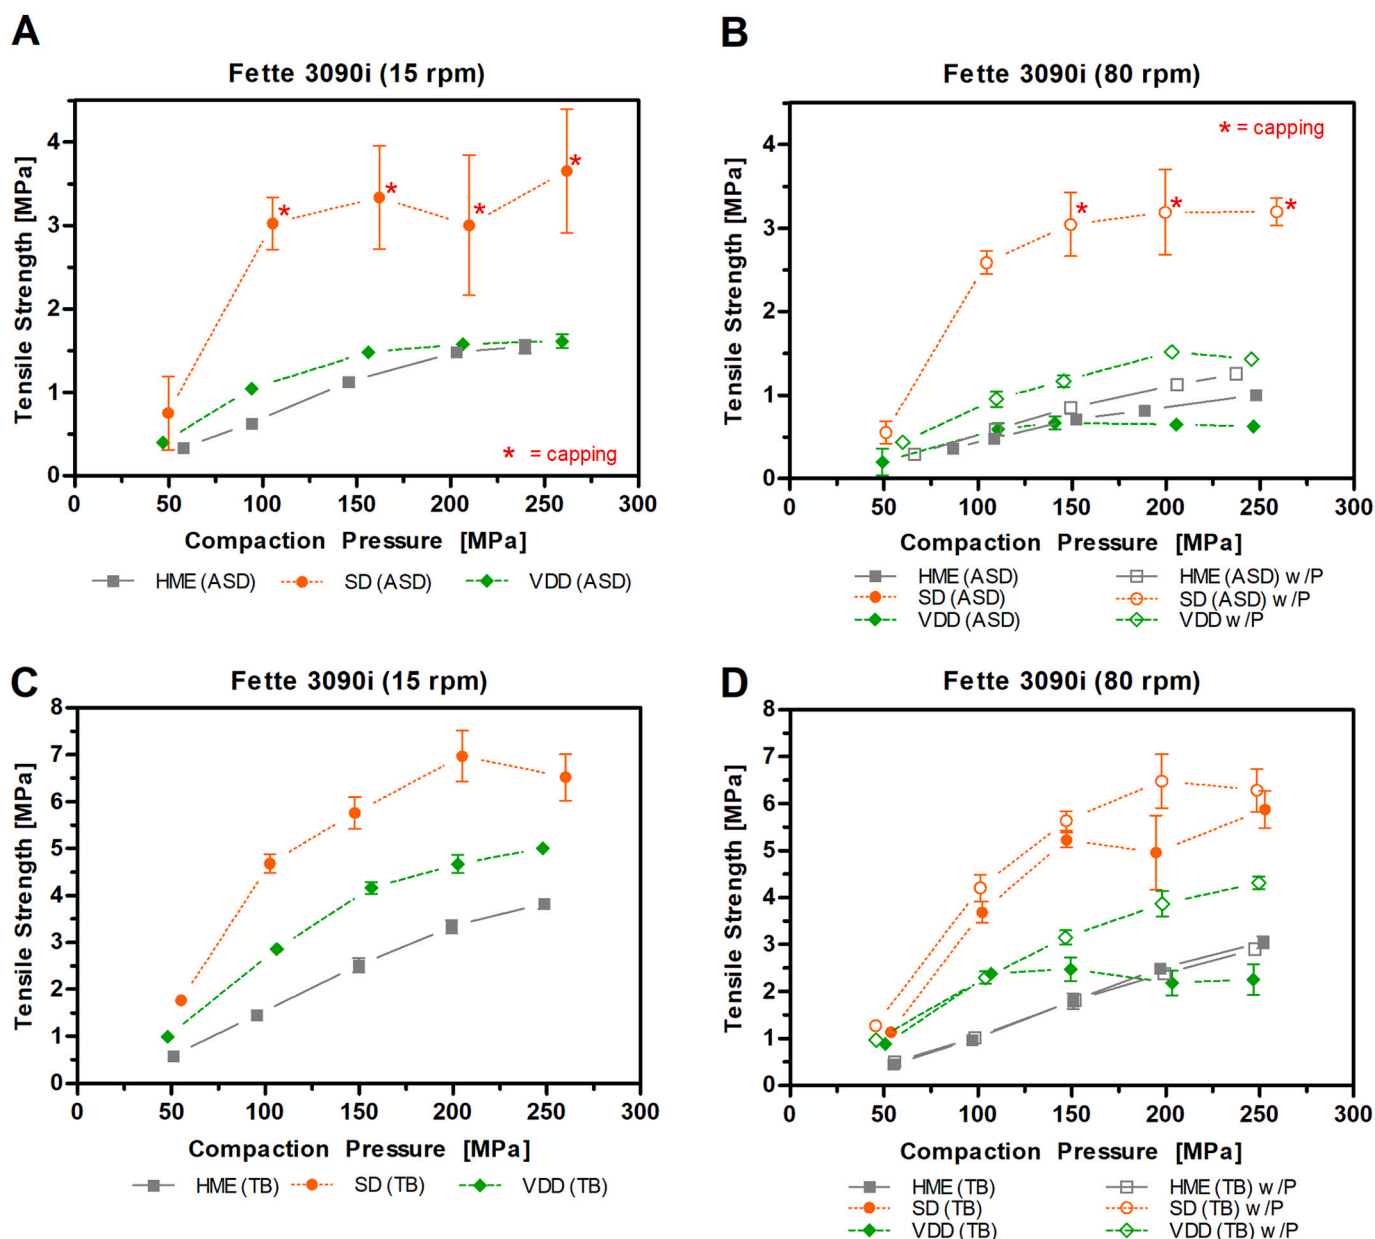 A
Fette 3090i (15 rpm)
Tensile Strength [MPa]
4
3
2
1
0
* * * *
* = capping
0 50 100 150 200 250 300
Compaction Pressure [MPa]
HME (ASD) SD (ASD) VDD (ASD)
B
Fette 3090i (80 rpm)
Tensile Strength [MPa]
4
3
2
1
0
* = capping
* * *
0 50 100 150 200 250 300
Compaction Pressure [MPa]
HME (ASD) HME (ASD) w/P
SD (ASD) SD (ASD) w/P
VDD (ASD) VDD w/P
C
Fette 3090i (15 rpm)
Tensile Strength [MPa]
8
7
6
5
4
3
2
1
0
0 50 100 150 200 250 300
Compaction Pressure [MPa]
HME (TB) SD (TB) VDD (TB)
D
Fette 3090i (80 rpm)
Tensile Strength [MPa]
8
7
6
5
4
3
2
1
0
0 50 100 150 200 250 300
Compaction Pressure [MPa]
HME (TB) HME (TB) w/P
SD (TB) SD (TB) w/P
VDD (TB) VDD (TB) w/P